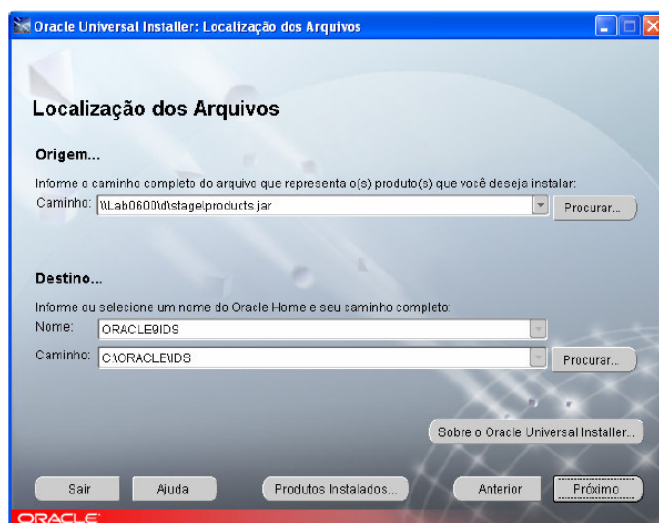 Oracle Universal Installer: Localização dos Arquivos
Localização dos Arquivos
Origem...
Informe o caminho completo do arquivo que representa o(s) produto(s) que você deseja instalar:
Caminho: \\Lab0600\d\stage\products.jar Procurar...
Destino...
Informe ou selecione um nome do Oracle Home e seu caminho completo:
Nome: ORACLE9IDS
Caminho: C:\ORACLE\IDS Procurar...
Sobre o Oracle Universal Installer...
Sair Ajuda Produtos Instalados... Anterior Próximo
ORACLE